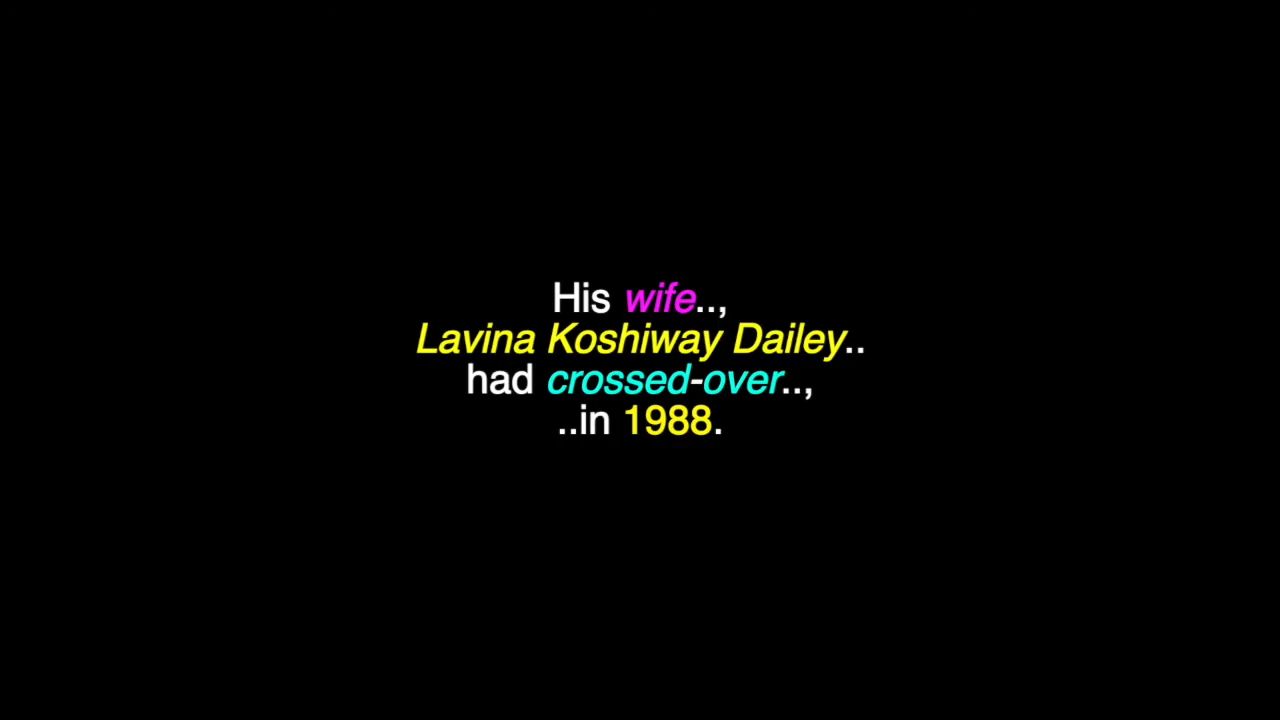 His wife..,
Lavina Koshiway Dailey..
had crossed-over..,
..in 1988.